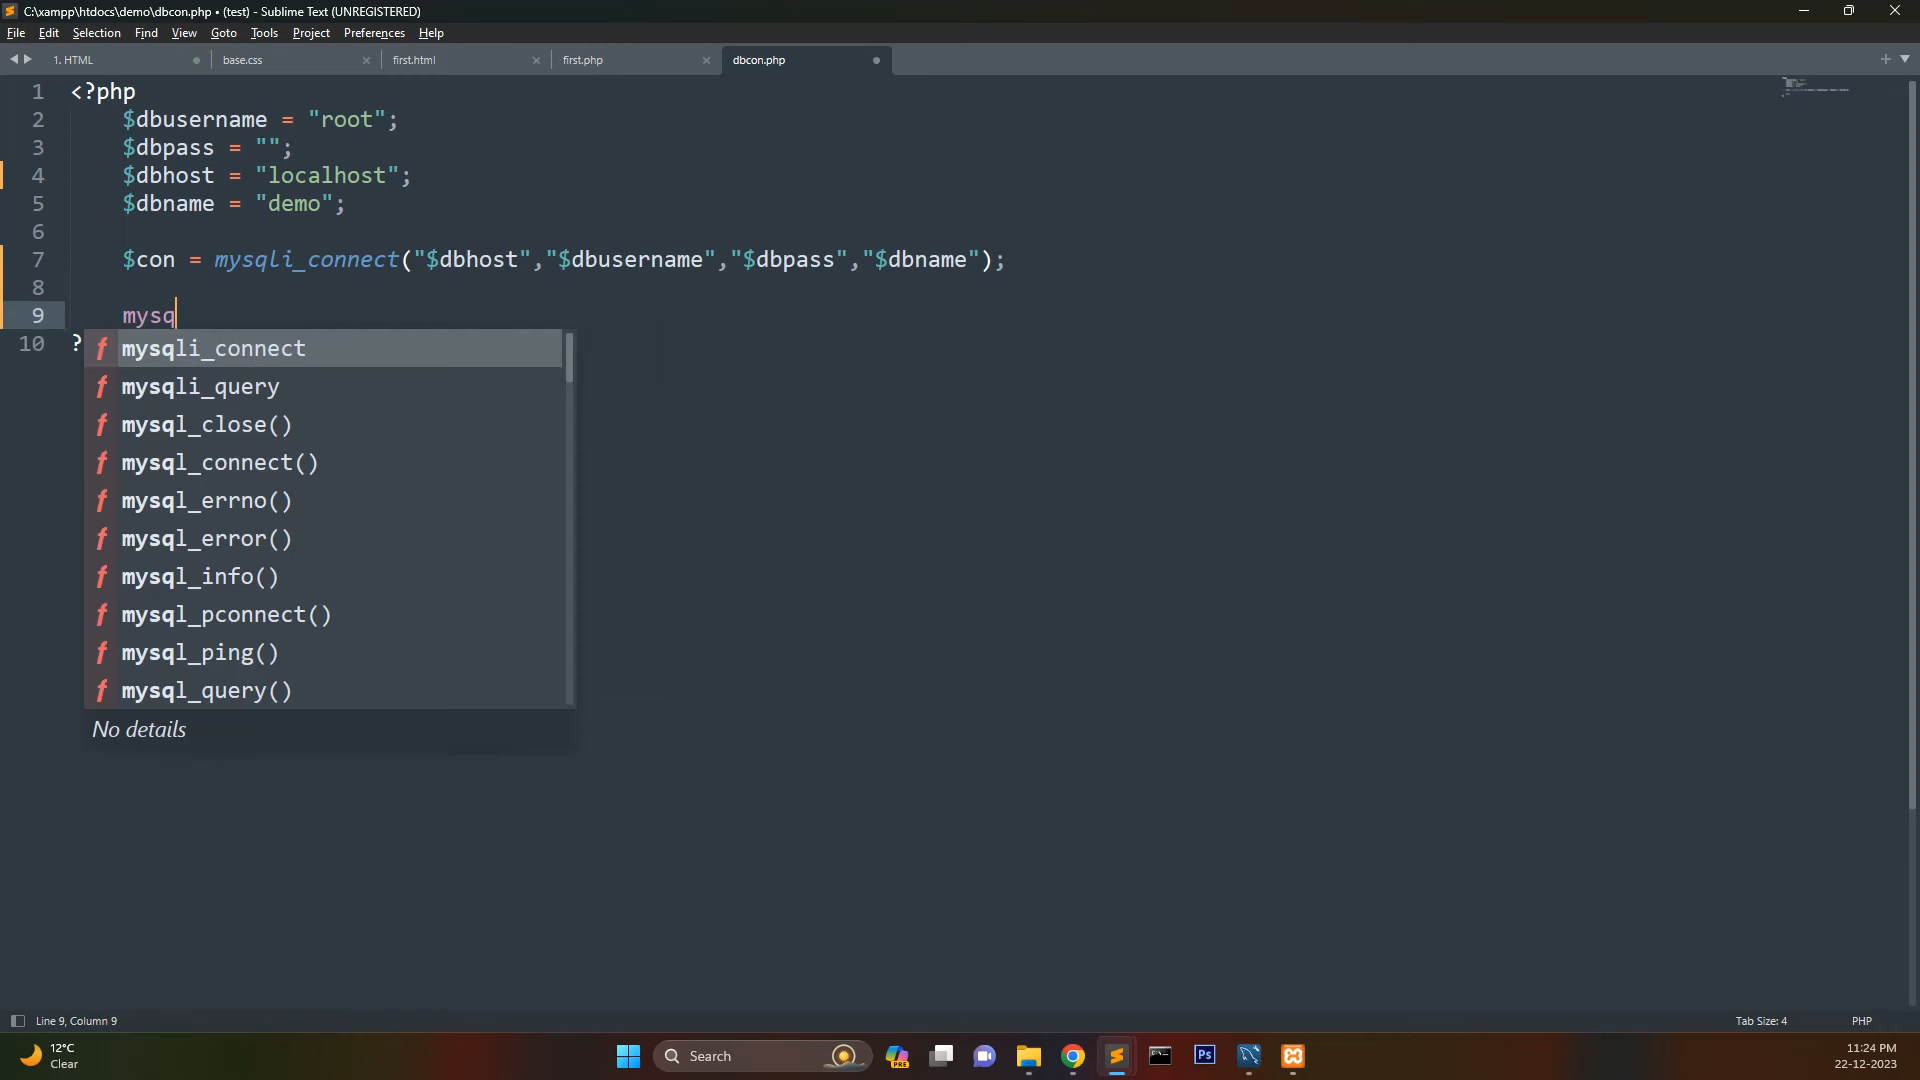 C:\xampp\htdocs\demo\dbcon.php • (test) - Sublime Text (UNREGISTERED)
File Edit Selection Find View Goto Tools Project Preferences Help
1. HTML base.css first.html first.php dbcon.php
1 <?php
2 $dbusername = "root";
3 $dbpass = "";
4 $dbhost = "localhost";
5 $dbname = "demo";
6
7 $con = mysqli_connect("$dbhost","$dbusername","$dbpass","$dbname");
8
9 mysq
10 ?
f mysqli_connect
f mysqli_query
f mysql_close()
f mysql_connect()
f mysql_errno()
f mysql_error()
f mysql_info()
f mysql_pconnect()
f mysql_ping()
f mysql_query()
No details
Line 9, Column 9 Tab Size: 4 PHP
12°C
Clear
Search
PRE
Ps
11:24 PM
22-12-2023